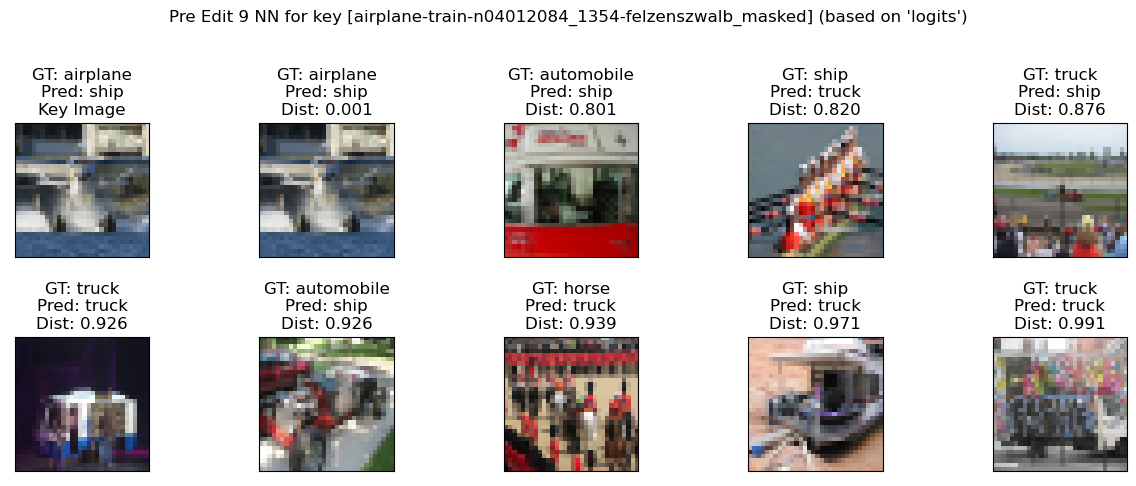 Pre Edit 9 NN for key [airplane-train-n04012084_1354-felzenszwalb_masked] (based on 'logits')
GT: airplane
Pred: ship
Key Image
GT: airplane
Pred: ship
Dist: 0.001
GT: automobile
Pred: ship
Dist: 0.801
GT: ship
Pred: truck
Dist: 0.820
GT: truck
Pred: ship
Dist: 0.876
GT: truck
Pred: truck
Dist: 0.926
GT: automobile
Pred: ship
Dist: 0.926
GT: horse
Pred: truck
Dist: 0.939
GT: ship
Pred: truck
Dist: 0.971
GT: truck
Pred: truck
Dist: 0.991